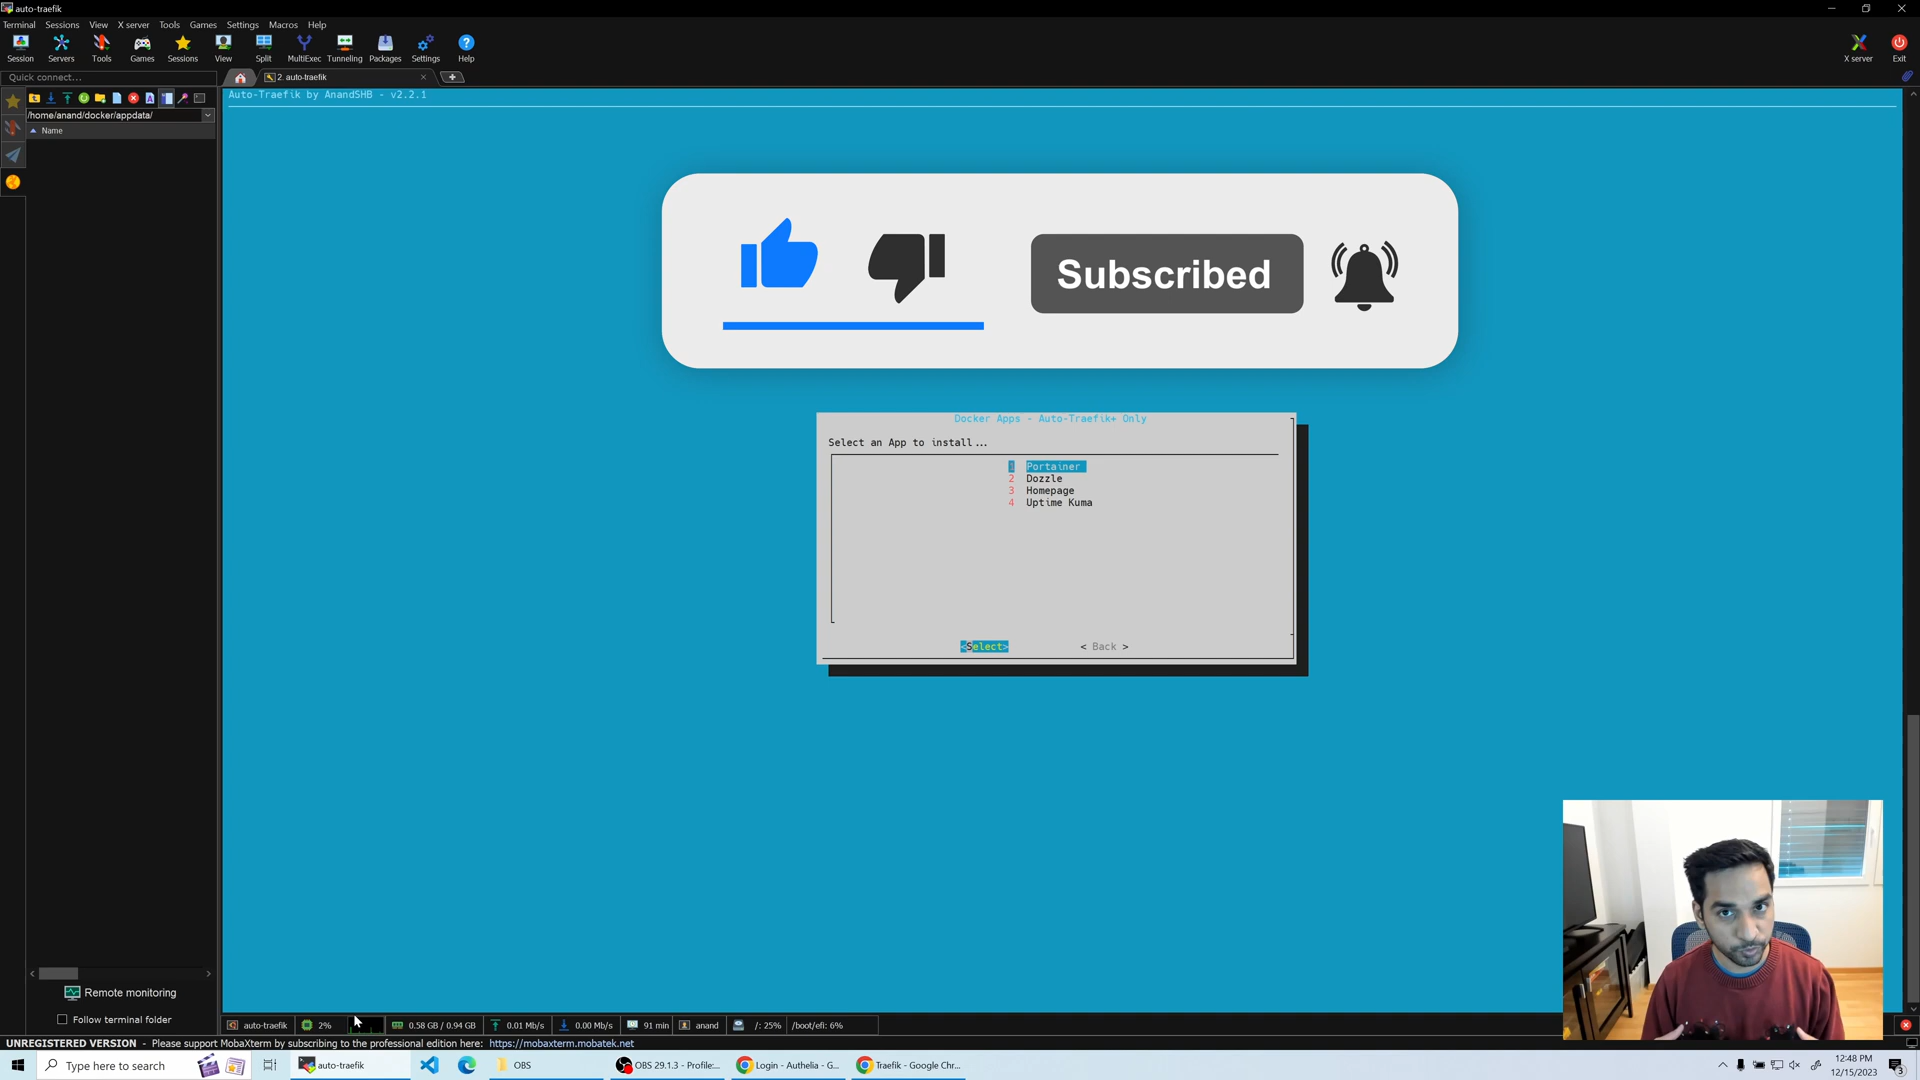 auto-traefik
Terminal Sessions View X server Tools Games Settings Macros Help
Session Servers Tools Games Sessions View Split MultiExec Tunneling Packages Settings Help X server Exit
Quick connect...
2. auto-traefik
/home/anand/docker/appdata/
Name
Auto-Traefik by AnandSHB - v2.2.1
Subscribed
Docker Apps - Auto-Traefik+ Only
Select an App to install...
1 Portainer
2 Dozzle
3 Homepage
4 Uptime Kuma
<Select> < Back >
Remote monitoring
Follow terminal folder
auto-traefik 2% 0.58 GB / 0.94 GB 0.01 Mb/s 0.00 Mb/s 91 min anand /: 25% /boot/efi: 6%
UNREGISTERED VERSION - Please support MobaXterm by subscribing to the professional edition here: https://mobaxterm.mobatek.net
Type here to search
auto-traefik
OBS
OBS 29.1.3 - Profile:...
Login - Authelia - G...
Traefik - Google Chr...
12:48 PM
12/15/2023
3